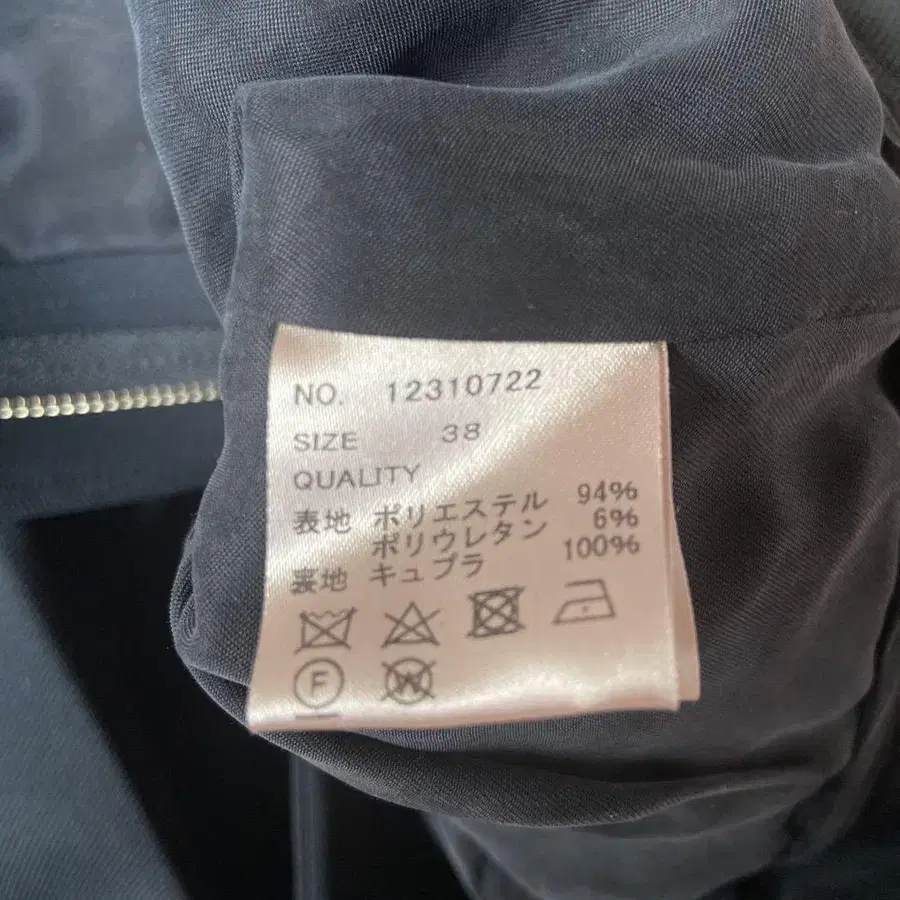 NO. 12310722
SIZE 38
QUALITY
表地 ポリエステル 94%
ポリウレタン 6%
裏地 キュプラ 100%
F W